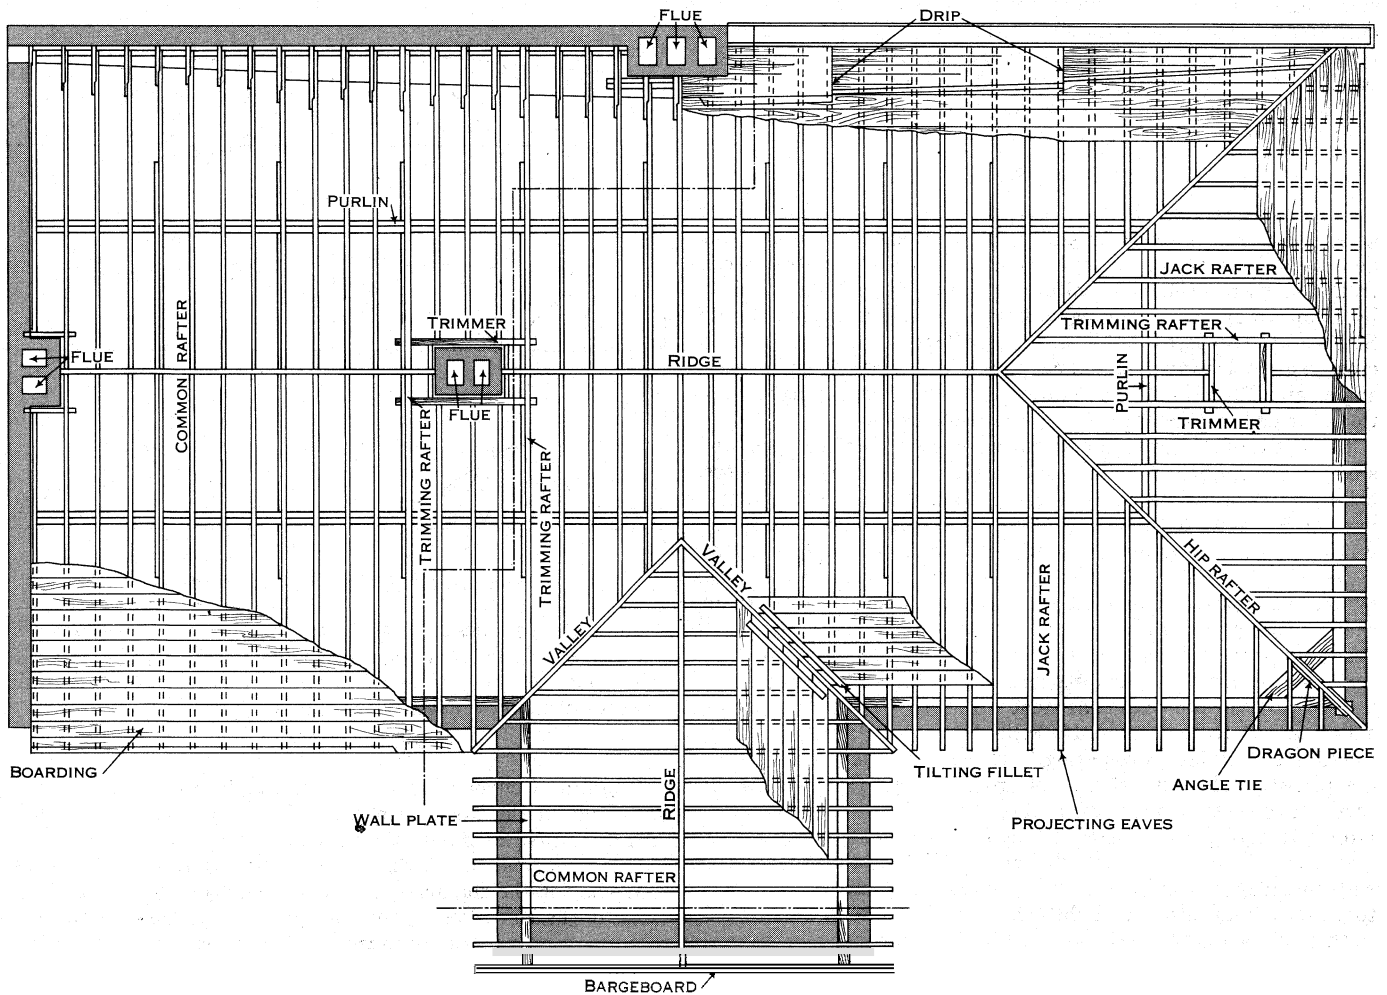 FLUE
DRIP
PURLIN
JACK RAFTER
COMMON RAFTER
TRIMMER
TRIMMING RAFTER
FLUE
RIDGE
PURLIN
FLUE
TRIMMER
TRIMMING RAFTER
TRIMMING RAFTER
VALLEY
VALLEY
HIP RAFTER
JACK RAFTER
BOARDING
TILTING FILLET
DRAGON PIECE
ANGLE TIE
RIDGE
WALL PLATE
PROJECTING EAVES
COMMON RAFTER
BARGEBOARD